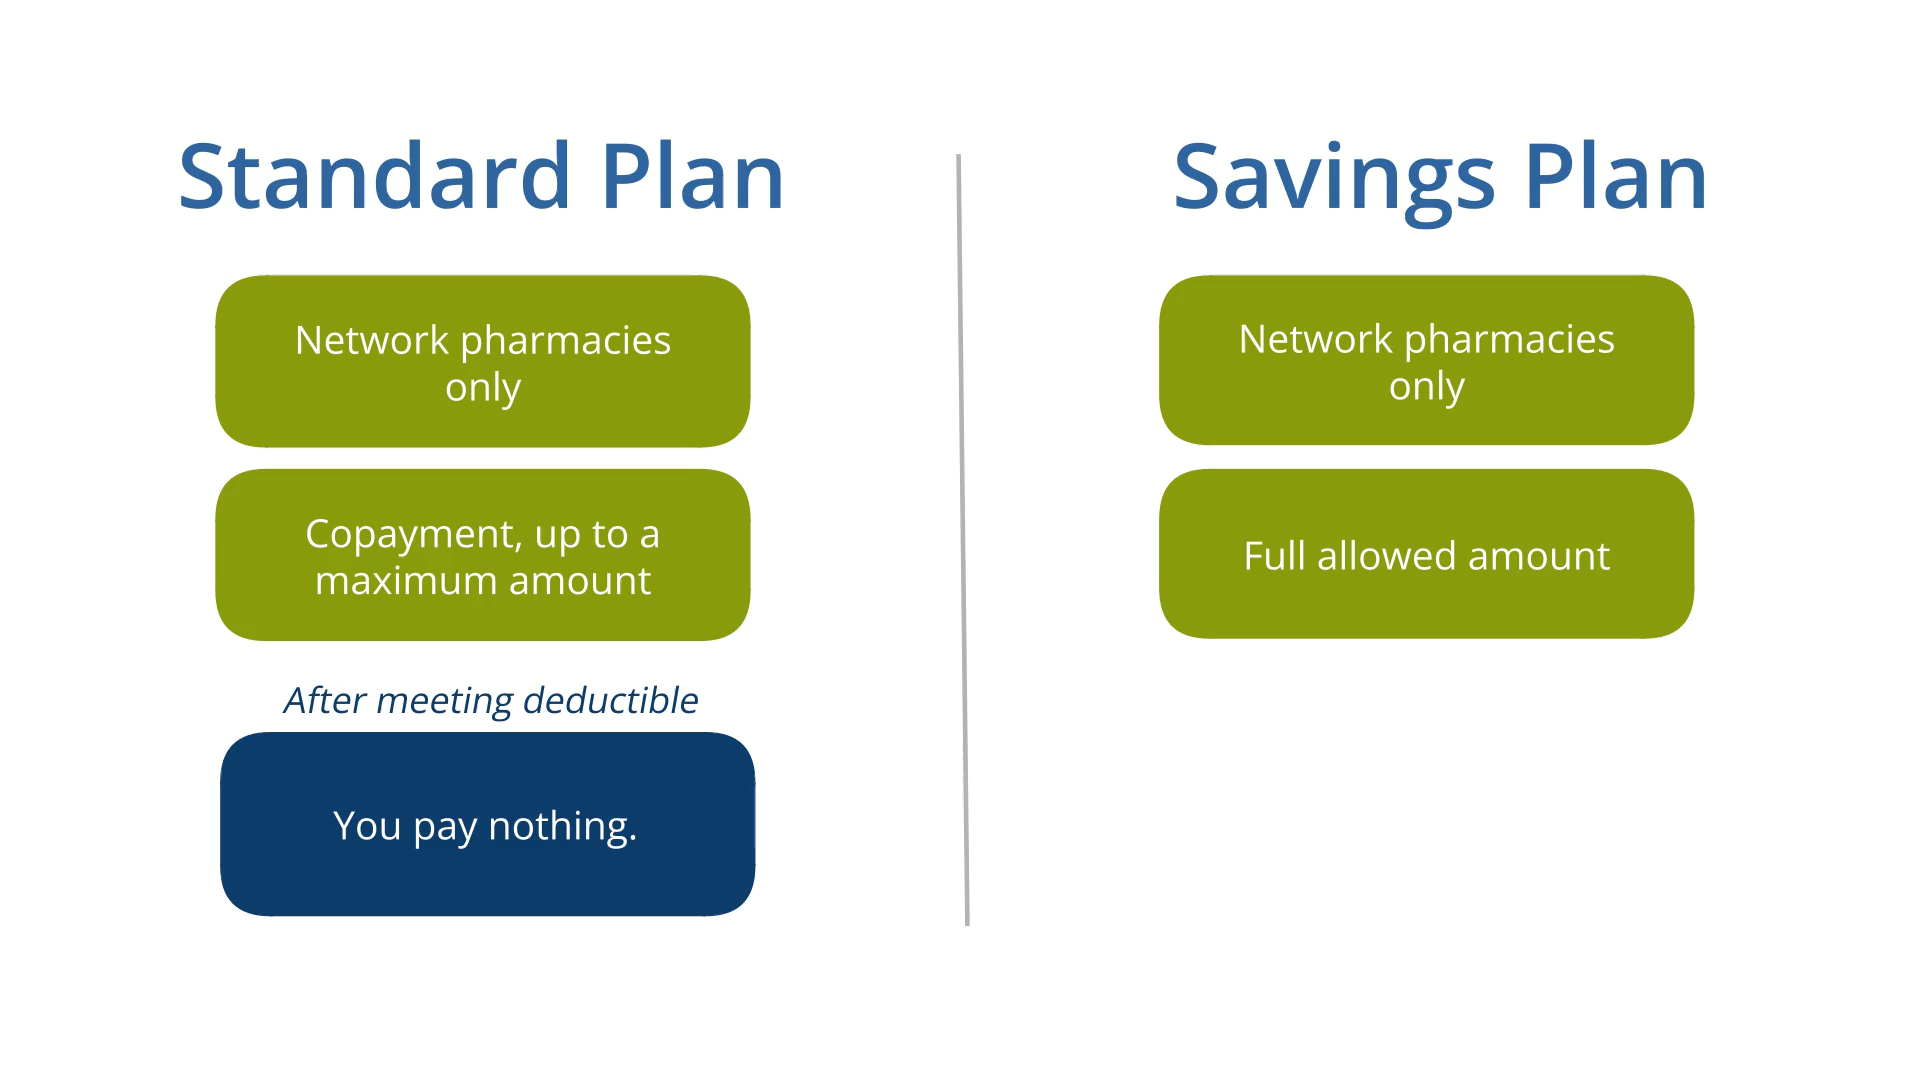 Standard Plan
Network pharmacies
only
Copayment, up to a
maximum amount
After meeting deductible
You pay nothing.
Savings Plan
Network pharmacies
only
Full allowed amount